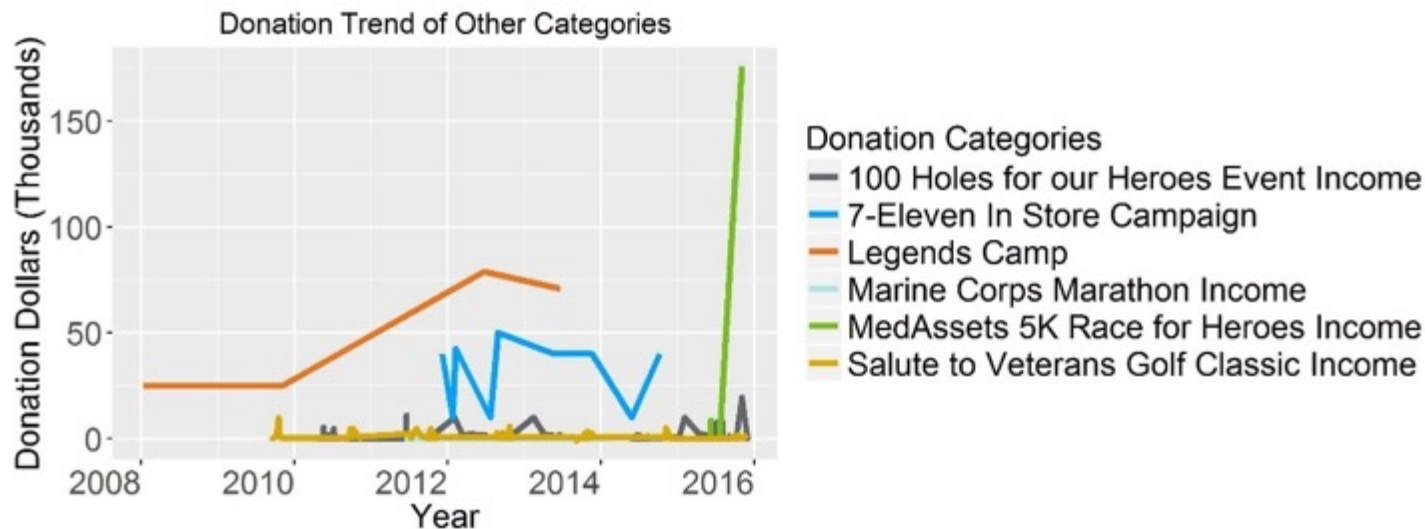 Donation Trend of Other Categories
Donation Dollars (Thousands)
150
100
50
0
2008 2010 2012 2014 2016
Year
Donation Categories
100 Holes for our Heroes Event Income
7-Eleven In Store Campaign
Legends Camp
Marine Corps Marathon Income
MedAssets 5K Race for Heroes Income
Salute to Veterans Golf Classic Income